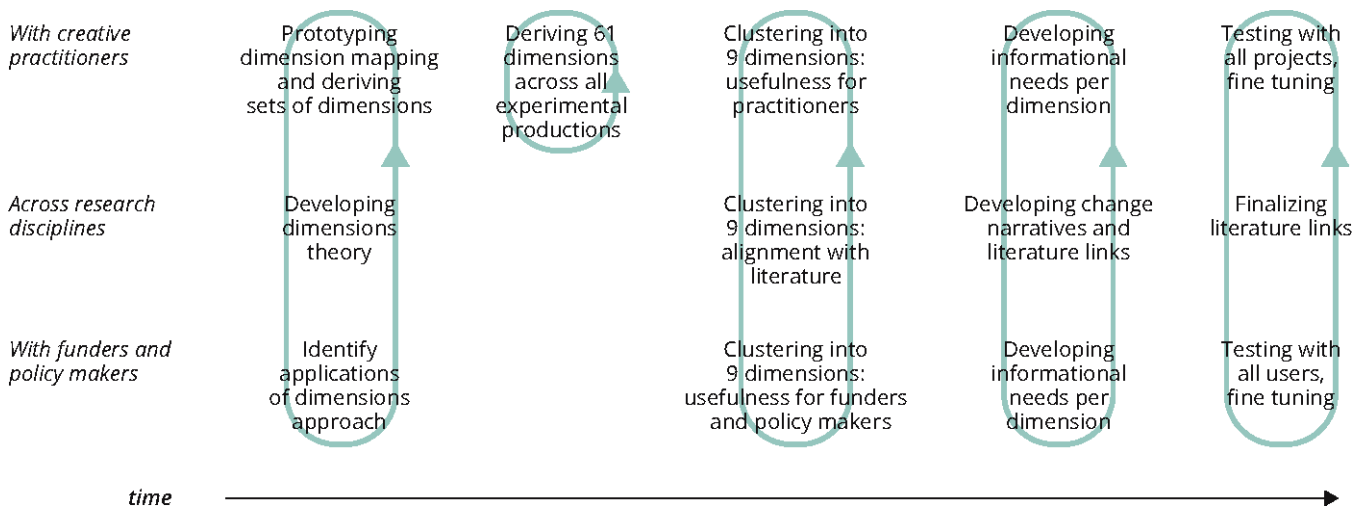 With creative
practitioners
Prototyping
dimension mapping
and deriving
sets of dimensions
Deriving 61
dimensions
across all
experimental
productions
Clustering into
9 dimensions:
usefulness for
practitioners
Developing
informational
needs per
dimension
Testing with
all projects,
fine tuning
Across research
disciplines
Developing
dimensions
theory
Clustering into
9 dimensions:
alignment with
literature
Developing change
narratives and
literature links
Finalizing
literature links
With funders and
policy makers
Identify
applications
of dimensions
approach
Clustering into
9 dimensions:
usefulness for funders
and policy makers
Developing
informational
needs per
dimension
Testing with
all users,
fine tuning
time